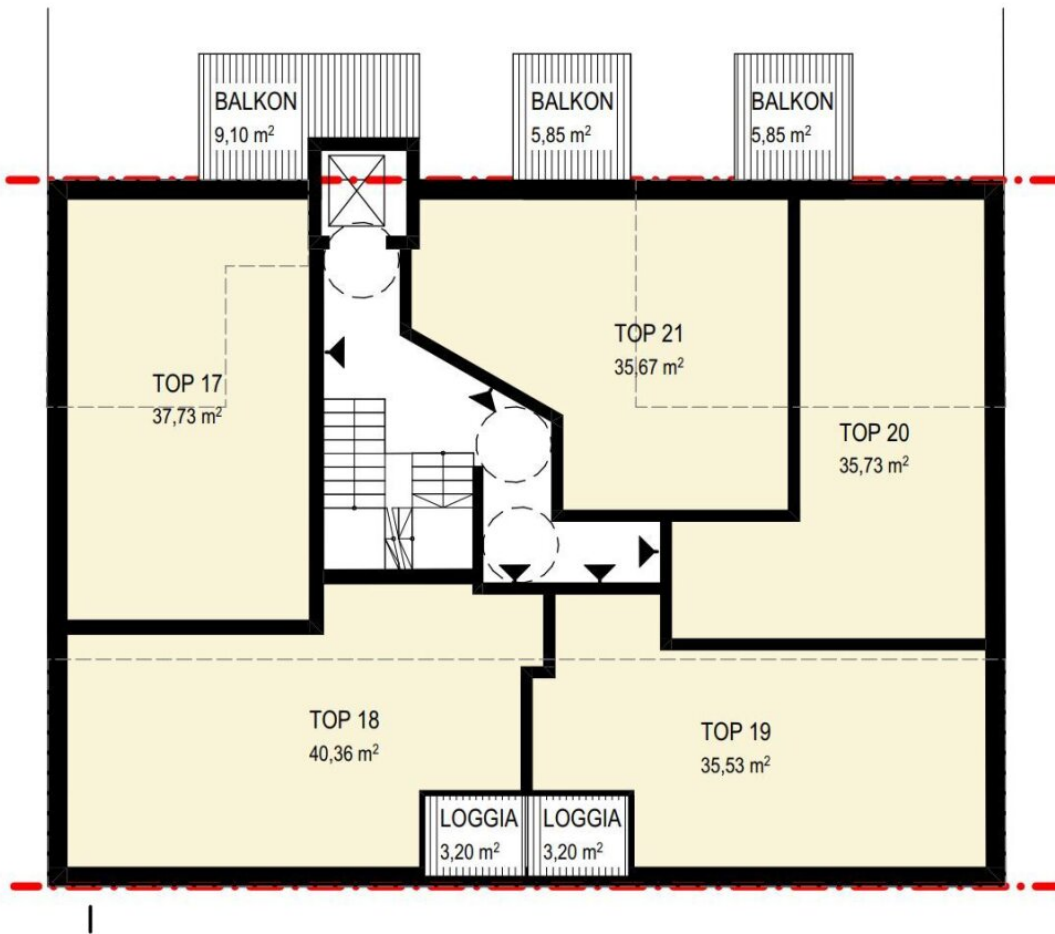 BALKON
9,10 m²
BALKON
5,85 m²
BALKON
5,85 m²
TOP 21
35,67 m²
TOP 17
37,73 m²
TOP 20
35,73 m²
TOP 18
40,36 m²
TOP 19
35,53 m²
LOGGIA
3,20 m²
LOGGIA
3,20 m²